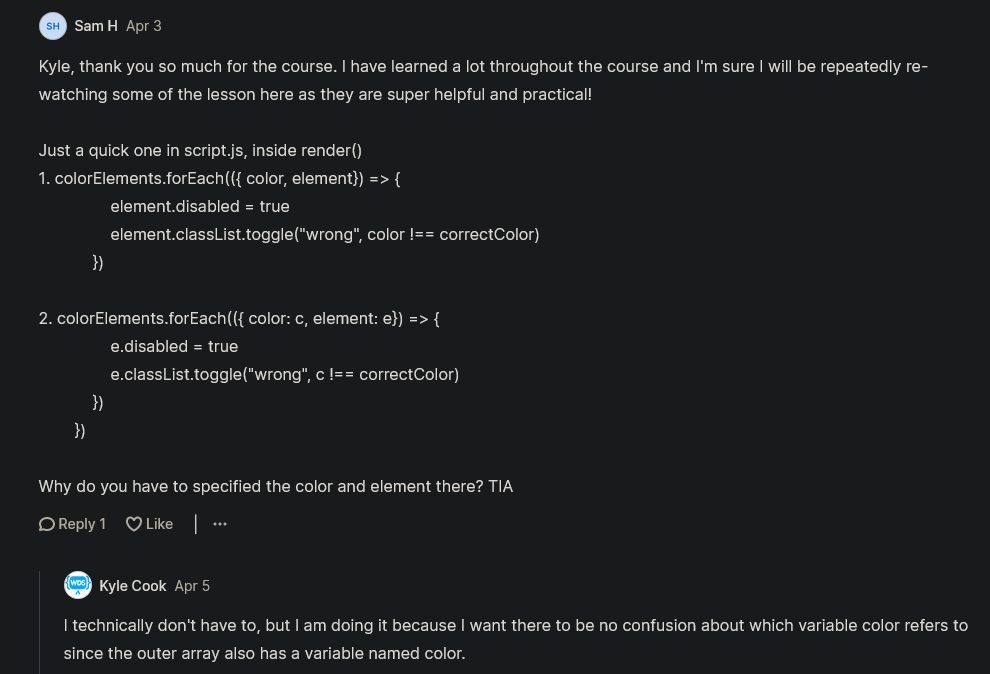 SH Sam H Apr 3
Kyle, thank you so much for the course. I have learned a lot throughout the course and I'm sure I will be repeatedly re-
watching some of the lesson here as they are super helpful and practical!
Just a quick one in script.js, inside render()
1. colorElements.forEach(({ color, element}) => {
element.disabled = true
element.classList.toggle("wrong", color !== correctColor)
})
2. colorElements.forEach(({ color: c, element: e}) => {
e.disabled = true
e.classList.toggle("wrong", c !== correctColor)
})
})
Why do you have to specified the color and element there? TIA
Reply 1 Like
WDS Kyle Cook Apr 5
I technically don't have to, but I am doing it because I want there to be no confusion about which variable color refers to
since the outer array also has a variable named color.